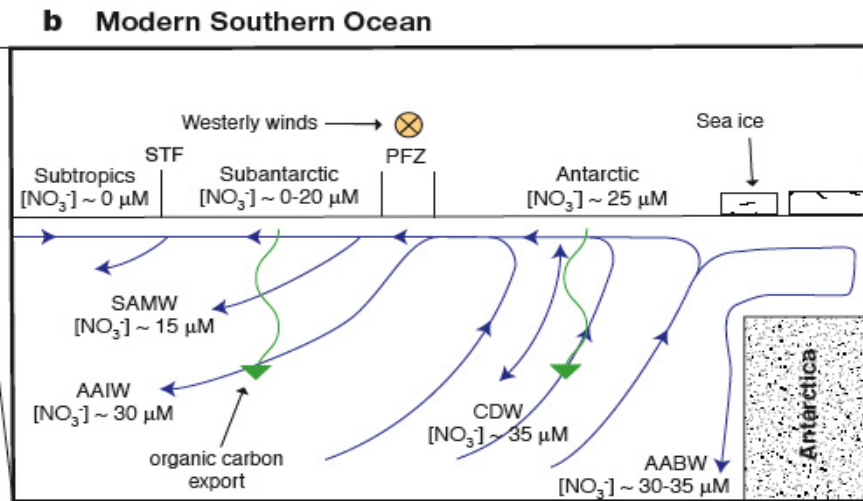 b Modern Southern Ocean
Westerly winds
Sea ice
STF
PFZ
Subtropics
[NO₃⁻] ~ 0 μM
Subantarctic
[NO₃⁻] ~ 0-20 μM
Antarctic
[NO₃⁻] ~ 25 μM
SAMW
[NO₃⁻] ~ 15 μM
AAIW
[NO₃⁻] ~ 30 μM
organic carbon
export
CDW
[NO₃⁻] ~ 35 μM
AABW
[NO₃⁻] ~ 30-35 μM
Antarctica